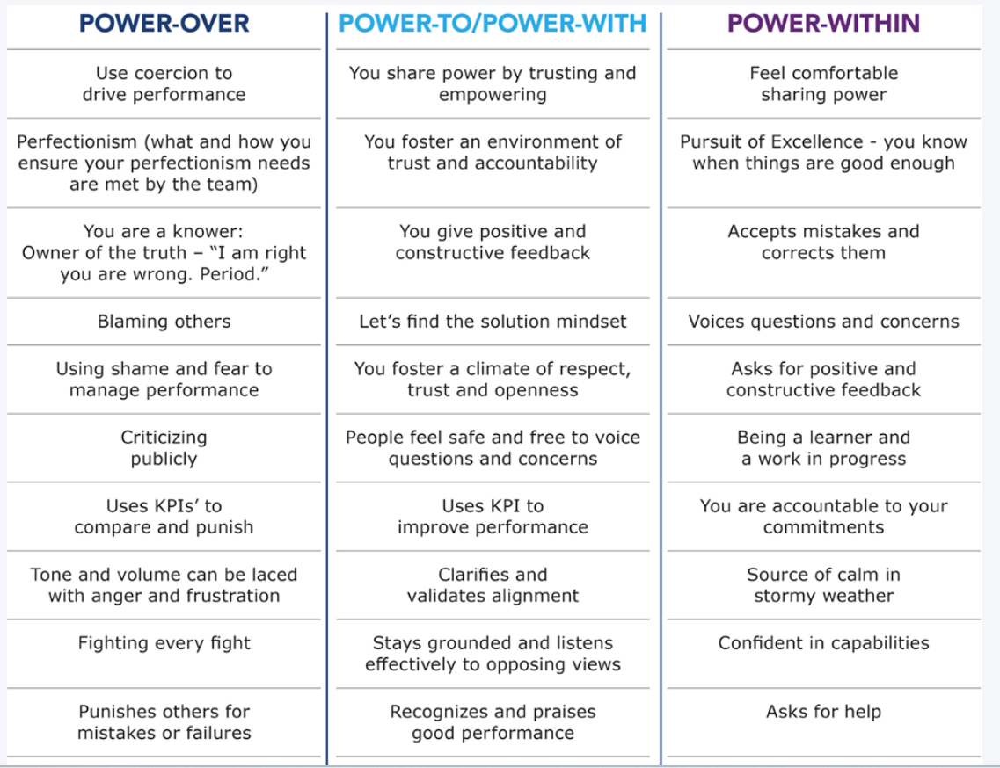 POWER-OVER
POWER-TO/POWER-WITH
POWER-WITHIN
Use coercion to
drive performance
You share power by trusting and
empowering
Feel comfortable
sharing power
Perfectionism (what and how you
ensure your perfectionism needs
are met by the team)
You foster an environment of
trust and accountability
Pursuit of Excellence - you know
when things are good enough
You are a knower:
Owner of the truth – “I am right
you are wrong. Period.”
You give positive and
constructive feedback
Accepts mistakes and
corrects them
Blaming others
Let’s find the solution mindset
Voices questions and concerns
Using shame and fear to
manage performance
You foster a climate of respect,
trust and openness
Asks for positive and
constructive feedback
Criticizing
publicly
People feel safe and free to voice
questions and concerns
Being a learner and
a work in progress
Uses KPIs’ to
compare and punish
Uses KPI to
improve performance
You are accountable to your
commitments
Tone and volume can be laced
with anger and frustration
Clarifies and
validates alignment
Source of calm in
stormy weather
Fighting every fight
Stays grounded and listens
effectively to opposing views
Confident in capabilities
Punishes others for
mistakes or failures
Recognizes and praises
good performance
Asks for help